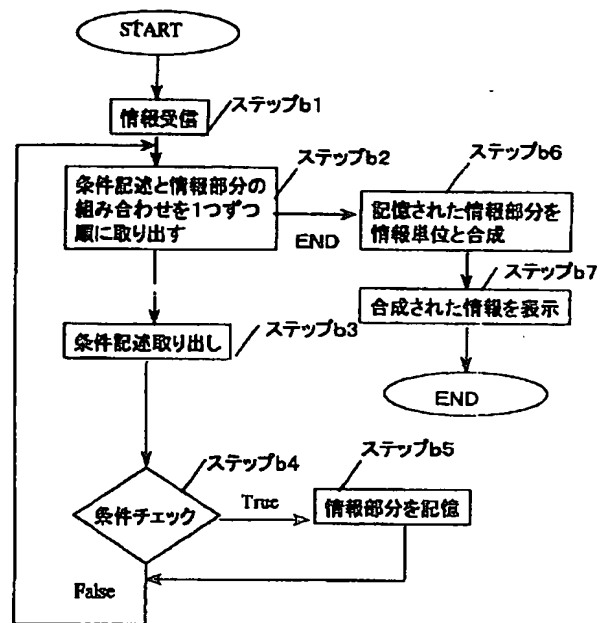 START
情報受信
ステップb1
条件記述と情報部分の
組み合わせを1つずつ
順に取り出す
ステップb2
END
ステップb6
記憶された情報部分を
情報単位と合成
ステップb7
合成された情報を表示
END
条件記述取り出し
ステップb3
ステップb4
条件チェック
True
False
ステップb5
情報部分を記憶